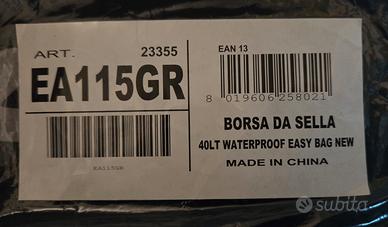 ART. 23355
EA115GR
EA115GR
EAN 13
8 019606 258021
BORSA DA SELLA
40LT WATERPROOF EASY BAG NEW
MADE IN CHINA
subito